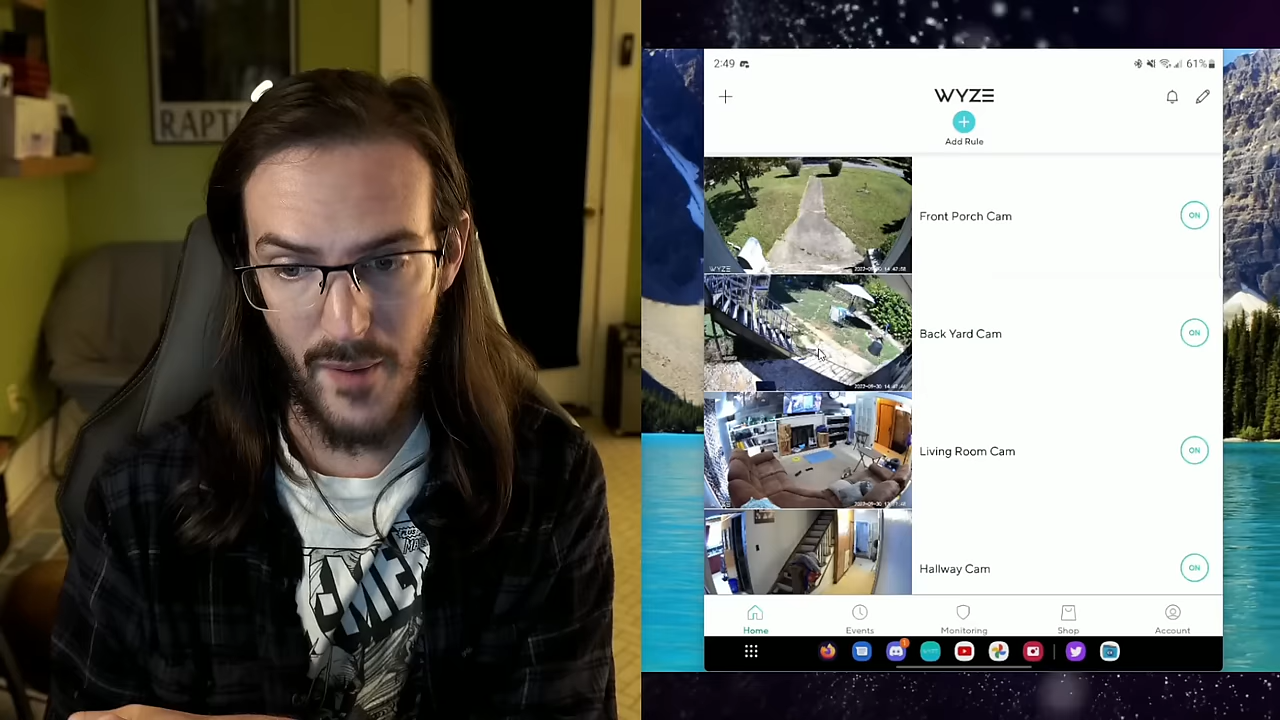 RAPT
2:49
61%
WYZE
Add Rule
WYZE
Front Porch Cam
ON
Back Yard Cam
ON
Living Room Cam
ON
Hallway Cam
ON
Home
Events
Monitoring
Shop
Account